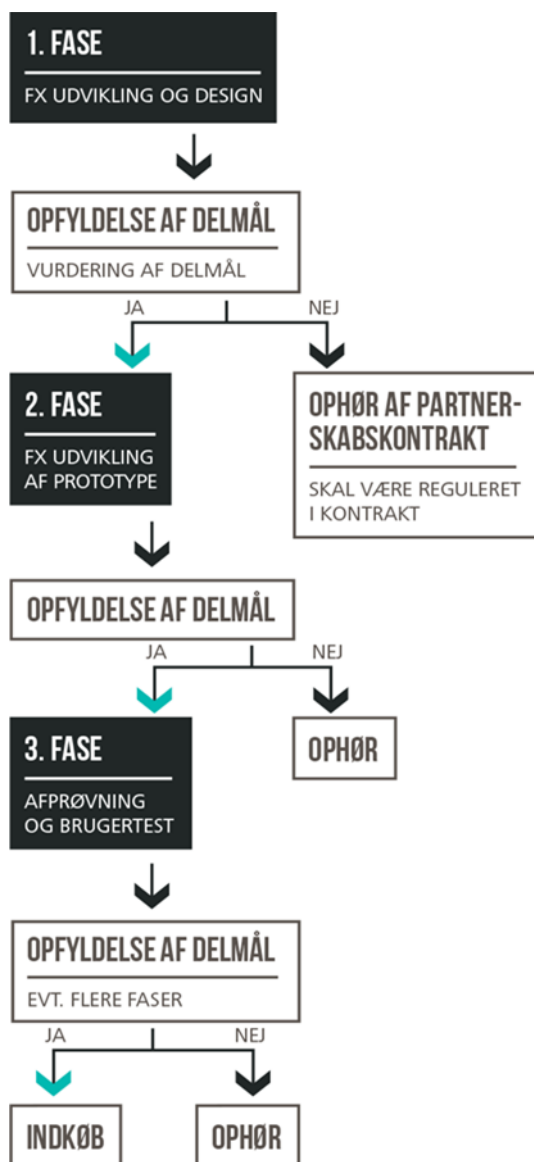 1. FASE
FX UDVIKLING OG DESIGN
OPFYLDELSE AF DELMÅL
VURDERING AF DELMÅL
JA
NEJ
2. FASE
FX UDVIKLING
AF PROTOTYPE
OPHØR AF PARTNER-
SKABSKONTRAKT
SKAL VÆRE REGULERET
I KONTRAKT
OPFYLDELSE AF DELMÅL
JA
NEJ
3. FASE
AFPRØVNING
OG BRUGERTEST
OPHØR
OPFYLDELSE AF DELMÅL
EVT. FLERE FASER
JA
NEJ
INDKØB
OPHØR